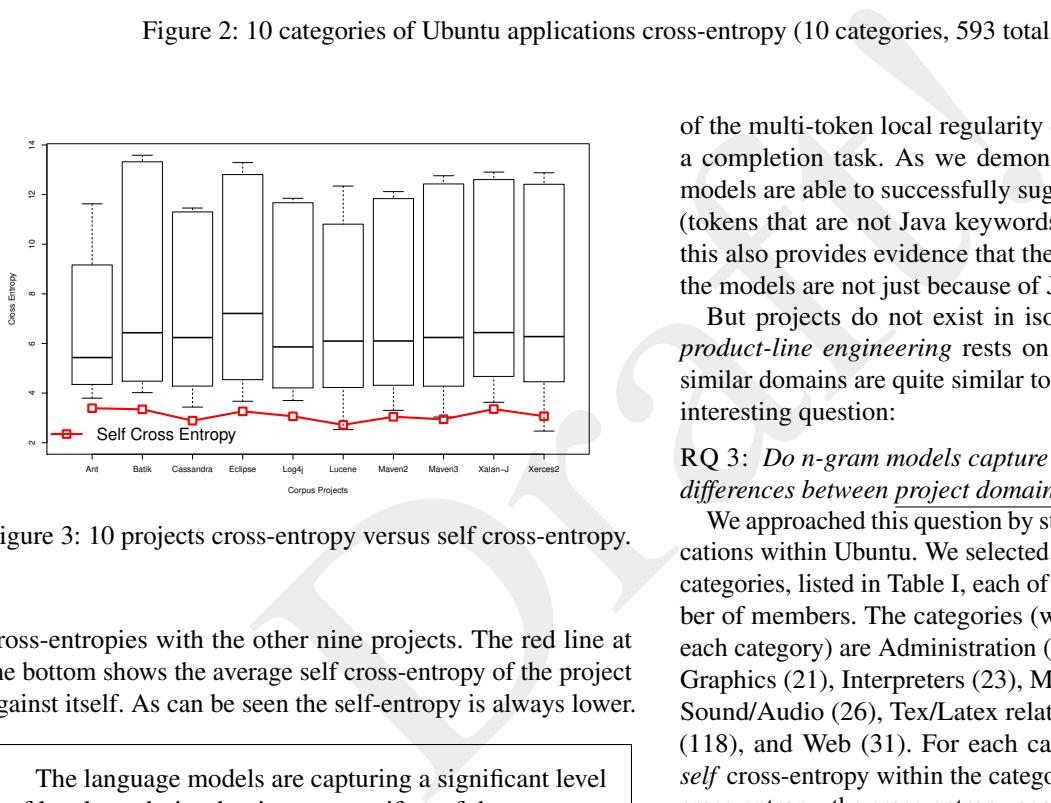 Figure 2: 10 categories of Ubuntu applications cross-entropy (10 categories, 593 total
14
12
10
8
6
4
2
Cross Entropy
Self Cross Entropy
Ant Batik Cassandra Eclipse Log4j Lucene Maven2 Maven3 Xalan−J Xerces2
Corpus Projects
igure 3: 10 projects cross-entropy versus self cross-entropy.
ross-entropies with the other nine projects. The red line at
he bottom shows the average self cross-entropy of the project
gainst itself. As can be seen the self-entropy is always lower.
The language models are capturing a significant level
of the multi-token local regularity
a completion task. As we demon
models are able to successfully sug
(tokens that are not Java keywords
this also provides evidence that the
the models are not just because of J
But projects do not exist in iso
product-line engineering rests on
similar domains are quite similar to
interesting question:
RQ 3: Do n-gram models capture
differences between project domain
We approached this question by st
cations within Ubuntu. We selected
categories, listed in Table I, each of
ber of members. The categories (w
each category) are Administration (
Graphics (21), Interpreters (23), M
Sound/Audio (26), Tex/Latex relat
(118), and Web (31). For each ca
self cross-entropy within the catego
Draft!